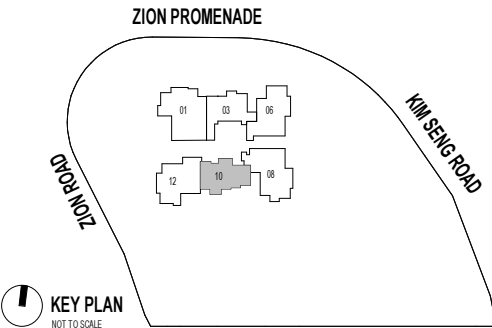 ZION PROMENADE
01
03
06
KIM SENG ROAD
ZION ROAD
12
10
08
KEY PLAN
NOT TO SCALE